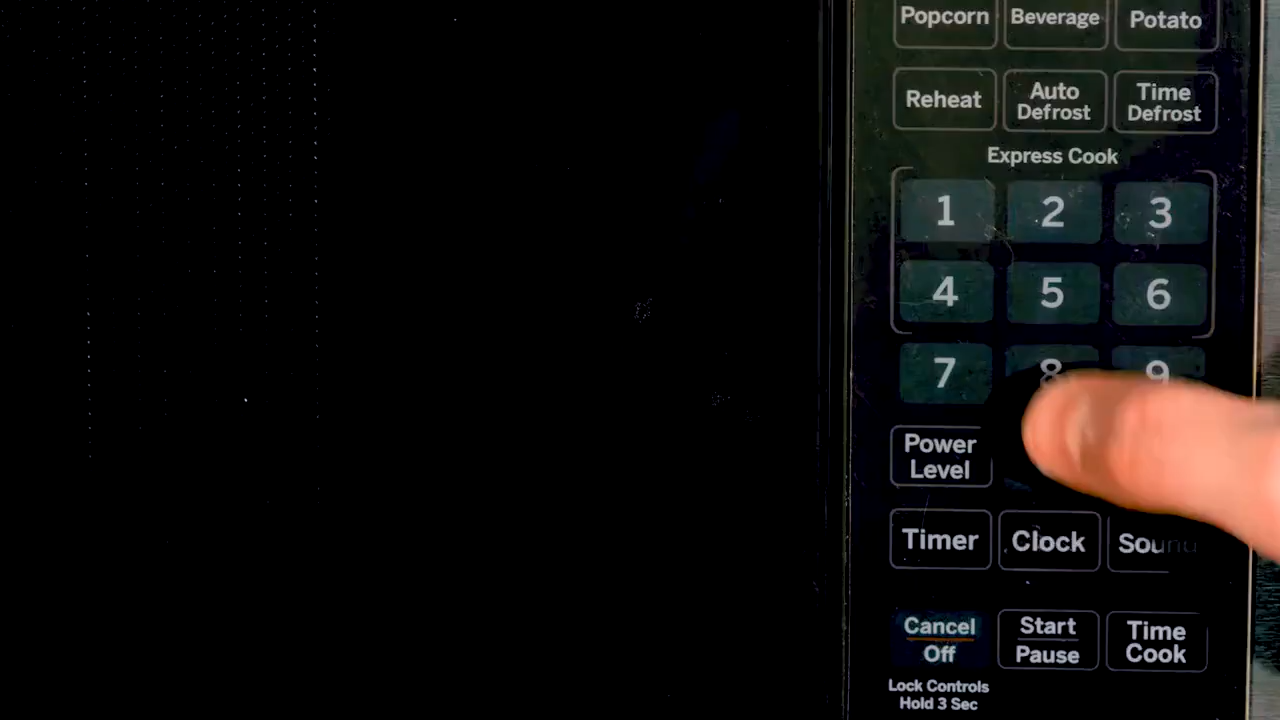 Popcorn Beverage Potato
Reheat Auto Defrost Time Defrost
Express Cook
1 2 3
4 5 6
7 8 9
Power Level
Timer Clock Sound
Cancel Off Start Pause Time Cook
Lock Controls
Hold 3 Sec